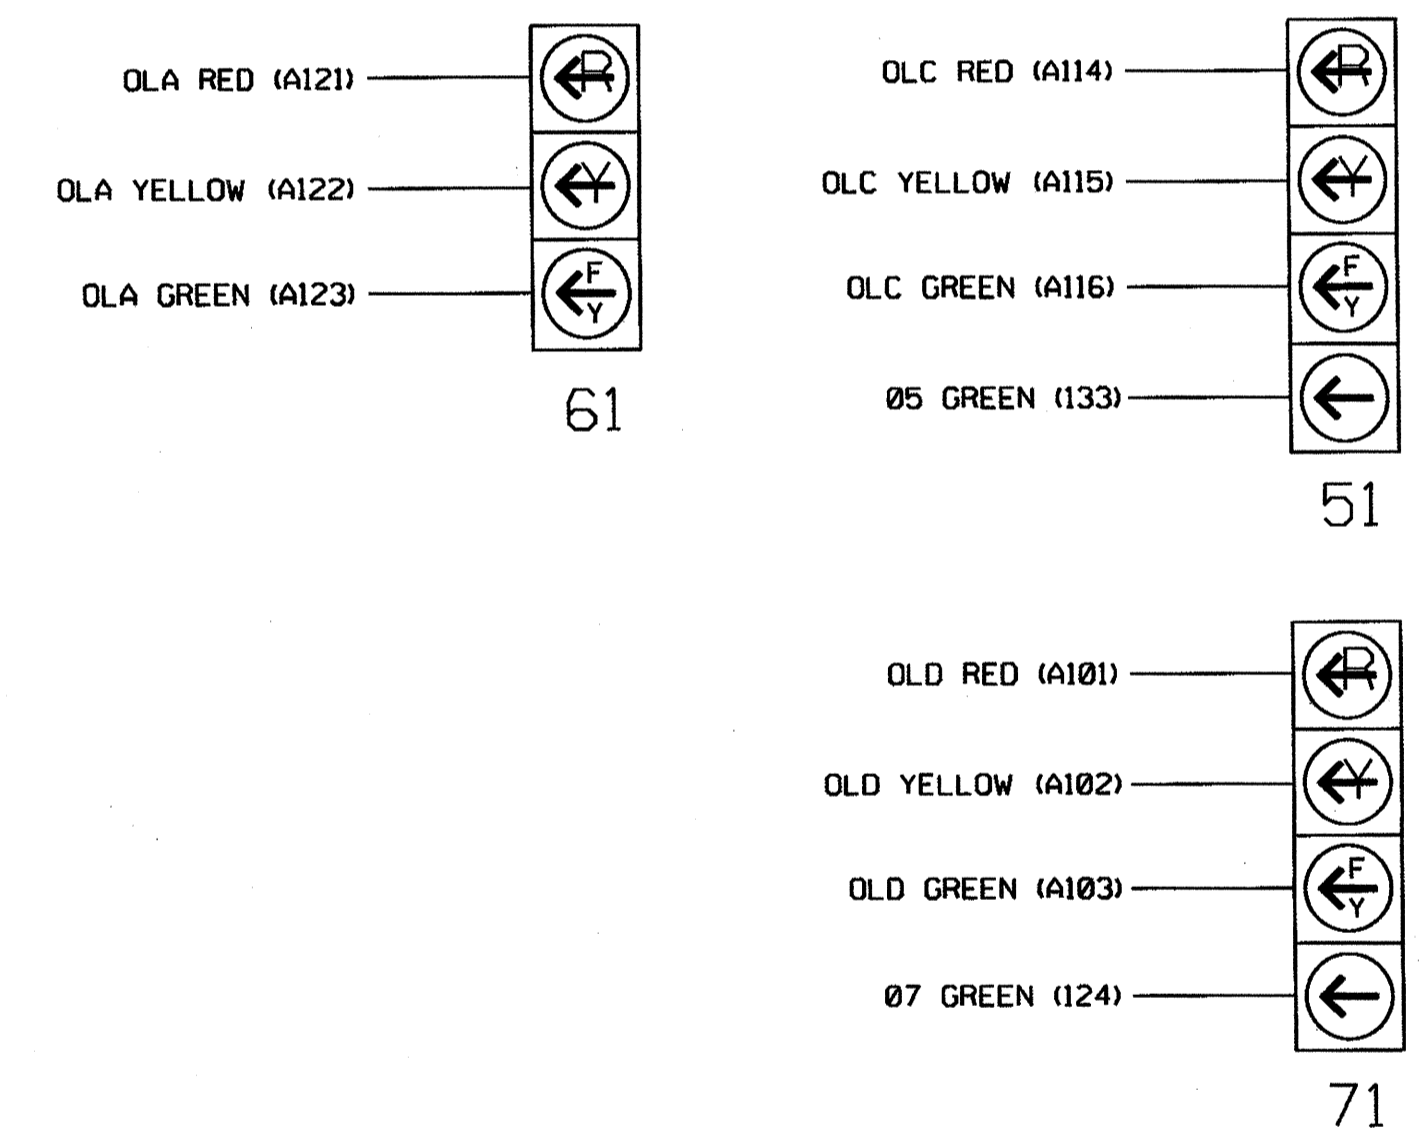 OLA RED (A121)
R
OLA YELLOW (A122)
Y
OLA GREEN (A123)
F
Y
61
OLC RED (A114)
R
OLC YELLOW (A115)
Y
OLC GREEN (A116)
F
Y
Ø5 GREEN (133)
51
OLD RED (A1Ø1)
R
OLD YELLOW (A1Ø2)
Y
OLD GREEN (A1Ø3)
F
Y
Ø7 GREEN (124)
71